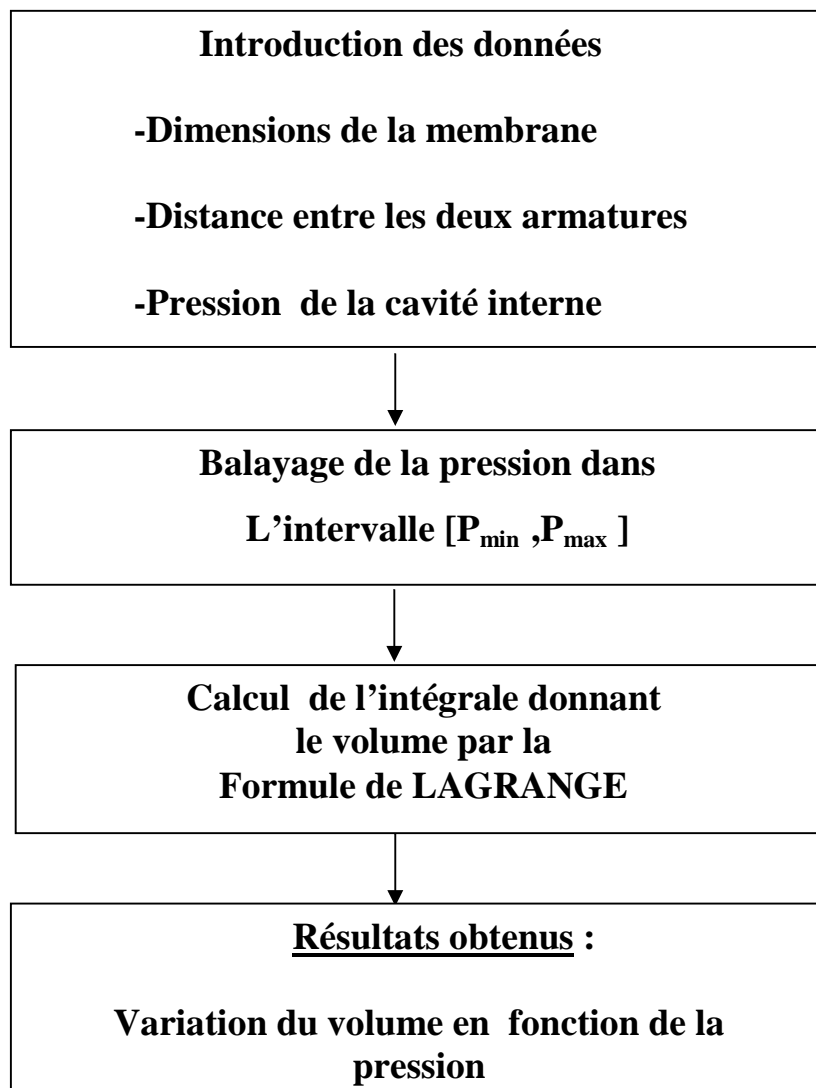 Introduction des données
-Dimensions de la membrane
-Distance entre les deux armatures
-Pression de la cavité interne
Balayage de la pression dans
L’intervalle [Pmin ,Pmax ]
Calcul de l’intégrale donnant
le volume par la
Formule de LAGRANGE
Résultats obtenus :
Variation du volume en fonction de la
pression